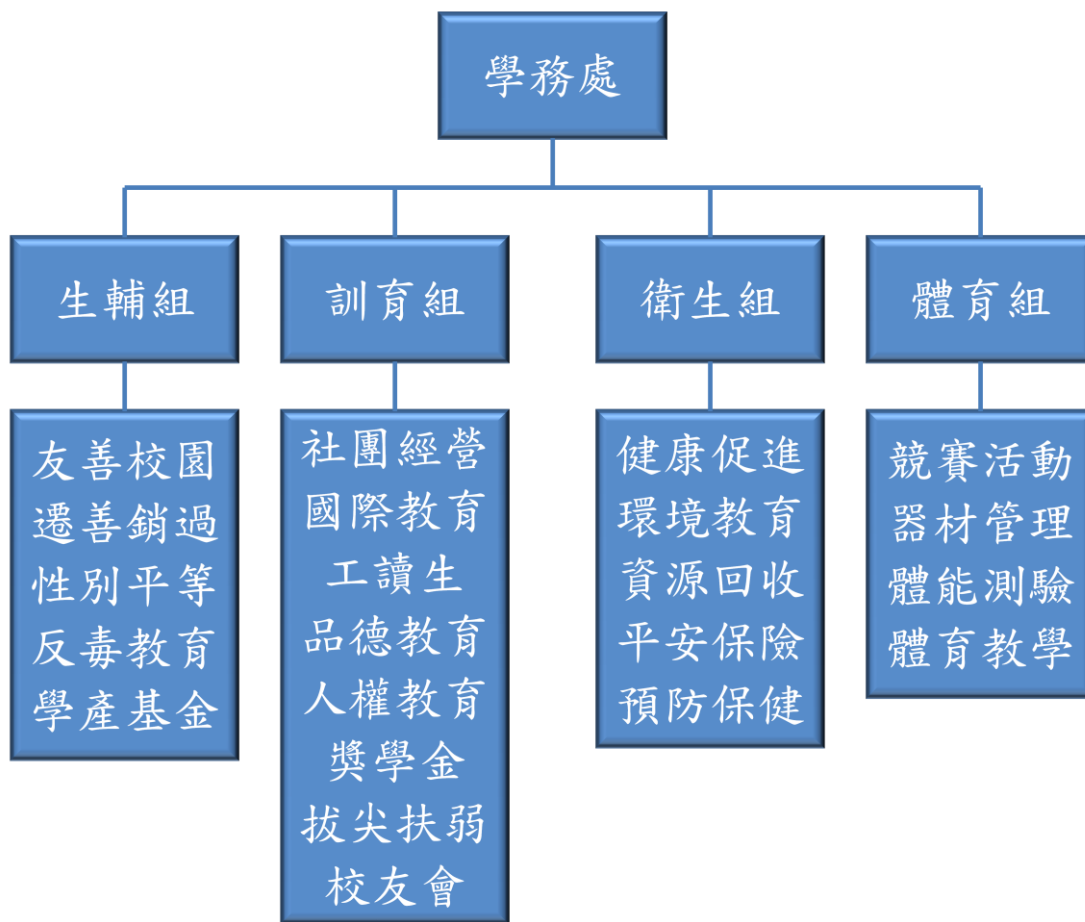 學務處
生輔組
訓育組
衛生組
體育組
友善校園
遷善銷過
性別平等
反毒教育
學產基金
社團經營
國際教育
工讀生
品德教育
人權教育
獎學金
拔尖扶弱
校友會
健康促進
環境教育
資源回收
平安保險
預防保健
競賽活動
器材管理
體能測驗
體育教學